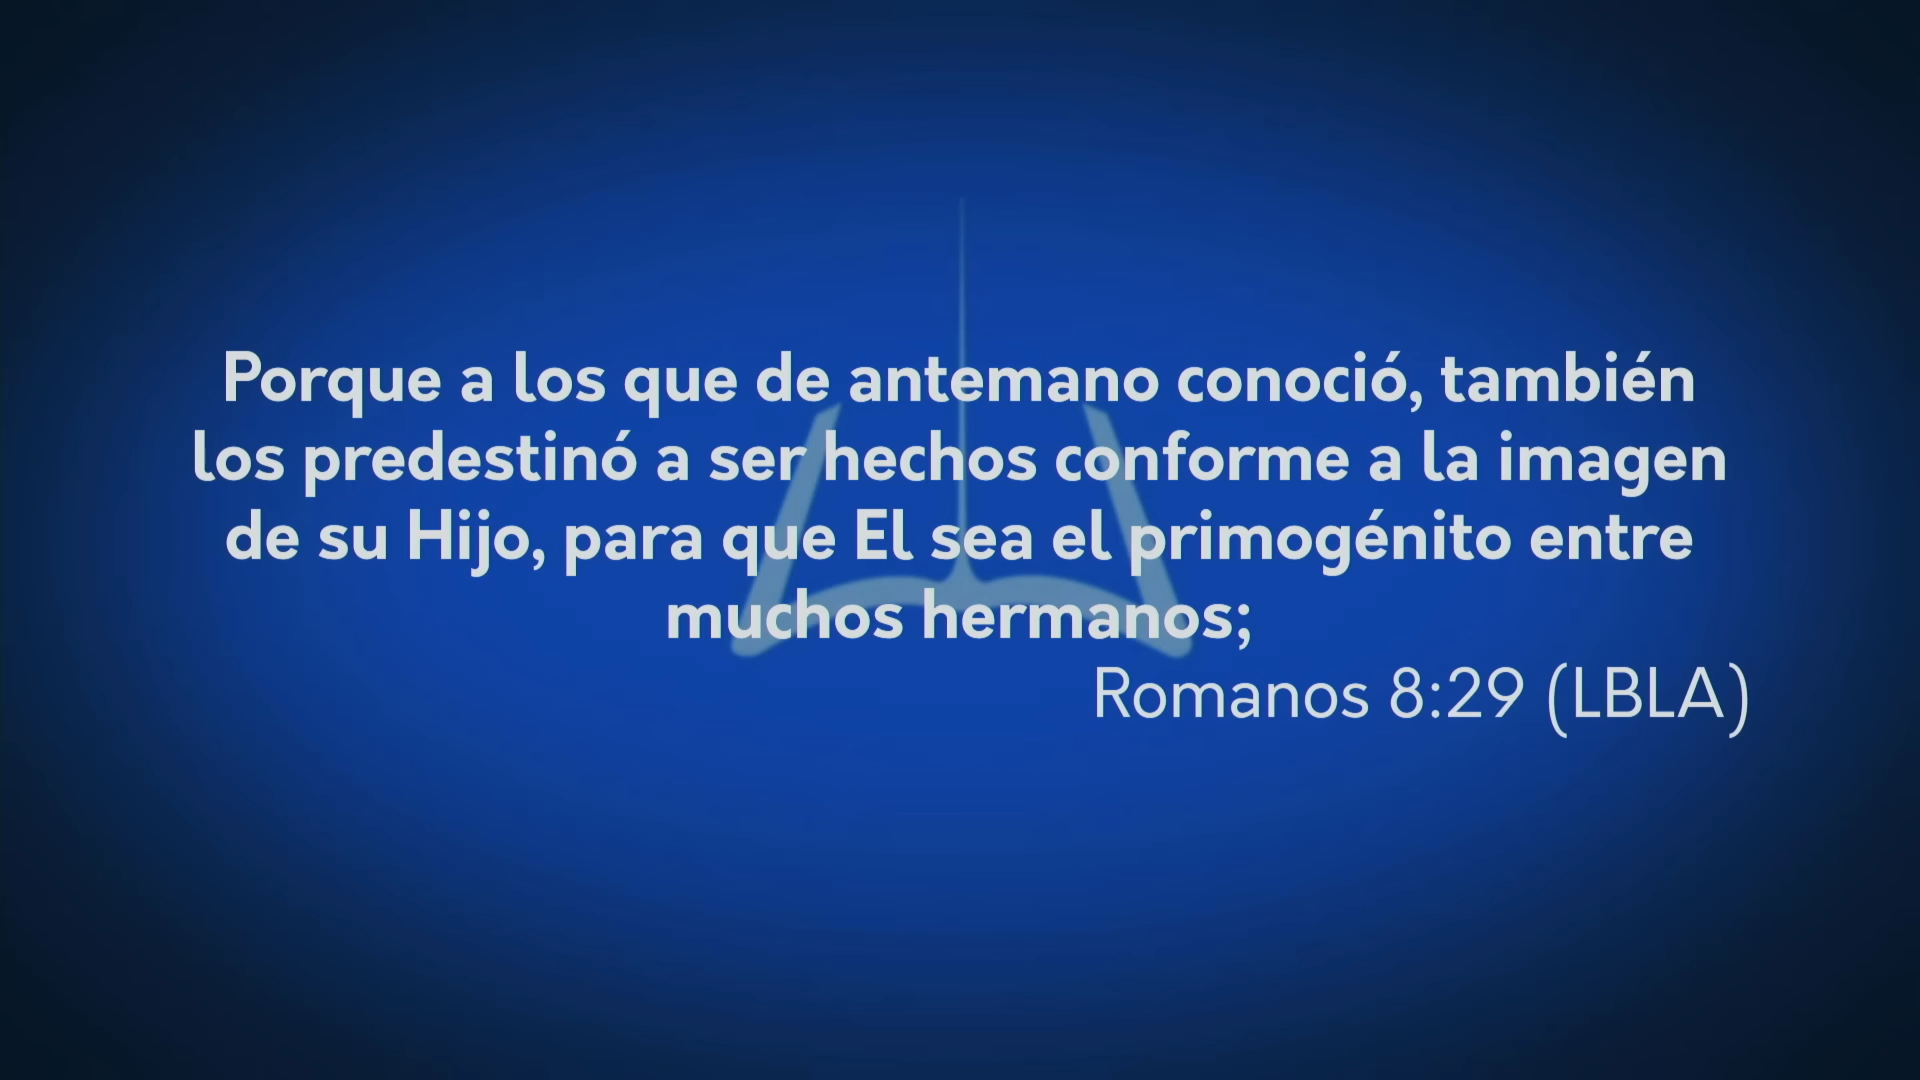 Porque a los que de antemano conoció, también
los predestinó a ser hechos conforme a la imagen
de su Hijo, para que El sea el primogénito entre
muchos hermanos;
Romanos 8:29 (LBLA)